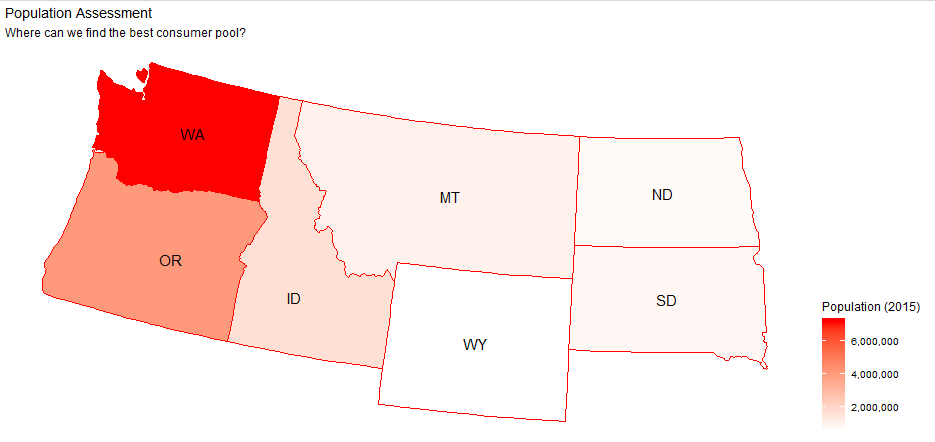 Population Assessment
Where can we find the best consumer pool?
WA
MT
ND
OR
ID
SD
WY
Population (2015)
6,000,000
4,000,000
2,000,000